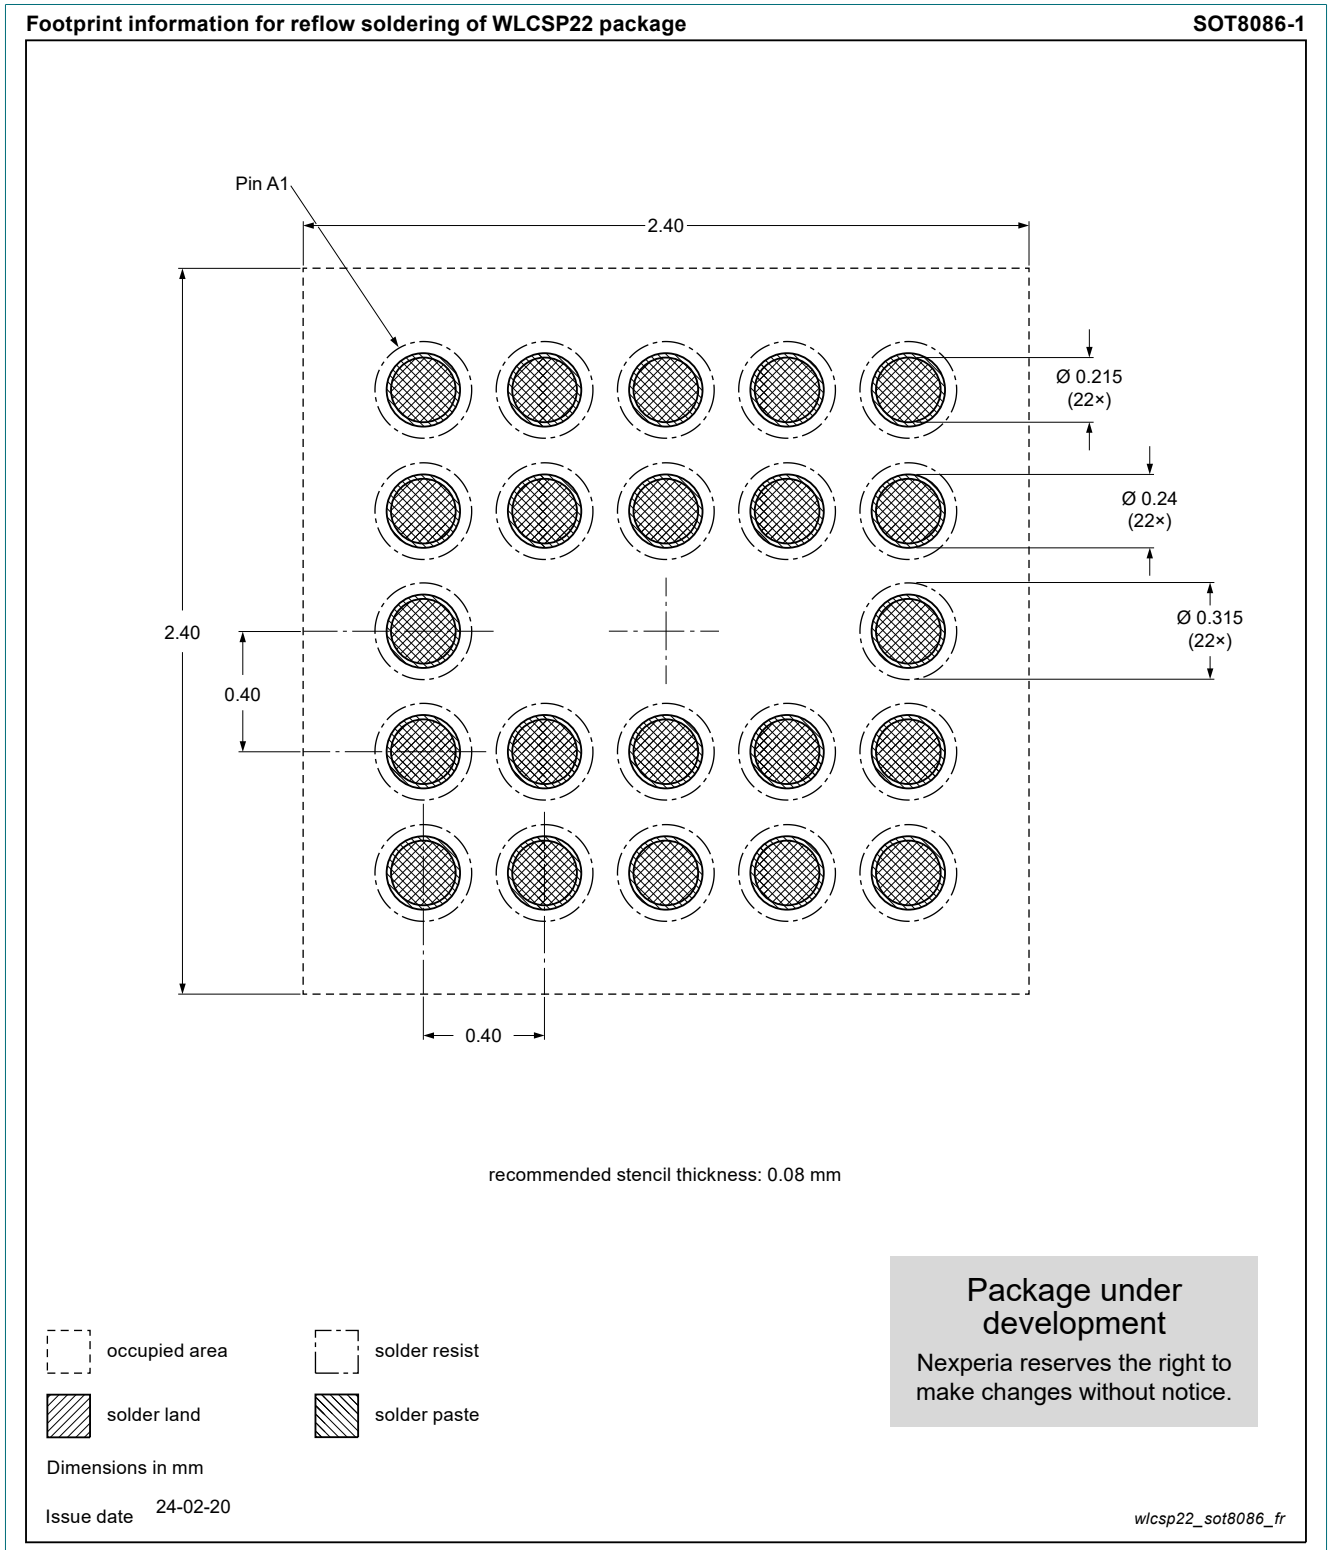 Footprint information for reflow soldering of WLCSP22 package SOT8086-1
Pin A1
2.40
Ø 0.215
(22×)
Ø 0.24
(22×)
Ø 0.315
(22×)
2.40
0.40
0.40
recommended stencil thickness: 0.08 mm
Package under
development
Nexperia reserves the right to
make changes without notice.
occupied area
solder resist
solder land
solder paste
Dimensions in mm
Issue date 24-02-20
wlcsp22_sot8086_fr